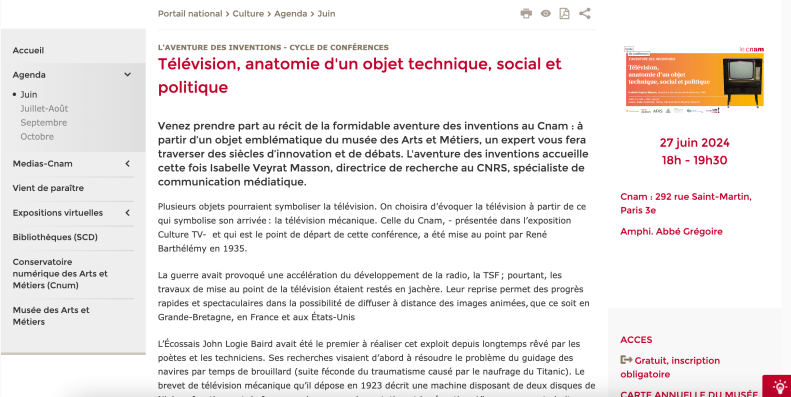 Portail national > Culture > Agenda > Juin
Accueil
Agenda
Juin
Juillet-Août
Septembre
Octobre
Medias-Cnam
Vient de paraître
Expositions virtuelles
Bibliothèques (SCD)
Conservatoire
numérique des Arts et
Métiers (Cnum)
Musée des Arts et
Métiers
L'AVENTURE DES INVENTIONS - CYCLE DE CONFÉRENCES
Télévision, anatomie d'un objet technique, social et
politique
Venez prendre part au récit de la formidable aventure des inventions au Cnam : à
partir d'un objet emblématique du musée des Arts et Métiers, un expert vous fera
traverser des siècles d'innovation et de débats. L'aventure des inventions accueille
cette fois Isabelle Veyrat Masson, directrice de recherche au CNRS, spécialiste de
communication médiatique.
Plusieurs objets pourraient symboliser la télévision. On choisira d'évoquer la télévision à partir de ce
qui symbolise son arrivée : la télévision mécanique. Celle du Cnam, - présentée dans l'exposition
Culture TV- et qui est le point de départ de cette conférence, a été mise au point par René
Barthélémy en 1935.
La guerre avait provoqué une accélération du développement de la radio, la TSF ; pourtant, les
travaux de mise au point de la télévision étaient restés en jachère. Leur reprise permet des progrès
rapides et spectaculaires dans la possibilité de diffuser à distance des images animées, que ce soit en
Grande-Bretagne, en France et aux États-Unis
L'Écossais John Logie Baird avait été le premier à réaliser cet exploit depuis longtemps rêvé par les
poètes et les techniciens. Ses recherches visaient d'abord à résoudre le problème du guidage des
navires par temps de brouillard (suite féconde du traumatisme causé par le naufrage du Titanic). Le
brevet de télévision mécanique qu'il dépose en 1923 décrit une machine disposant de deux disques de
le cnam
Télévision,
anatomie d'un objet
technique, social et politique
27 juin 2024
18h - 19h30
Cnam : 292 rue Saint-Martin,
Paris 3e
Amphi. Abbé Grégoire
ACCES
Gratuit, inscription
obligatoire
CARTE ANNUELLE DU MUSÉE